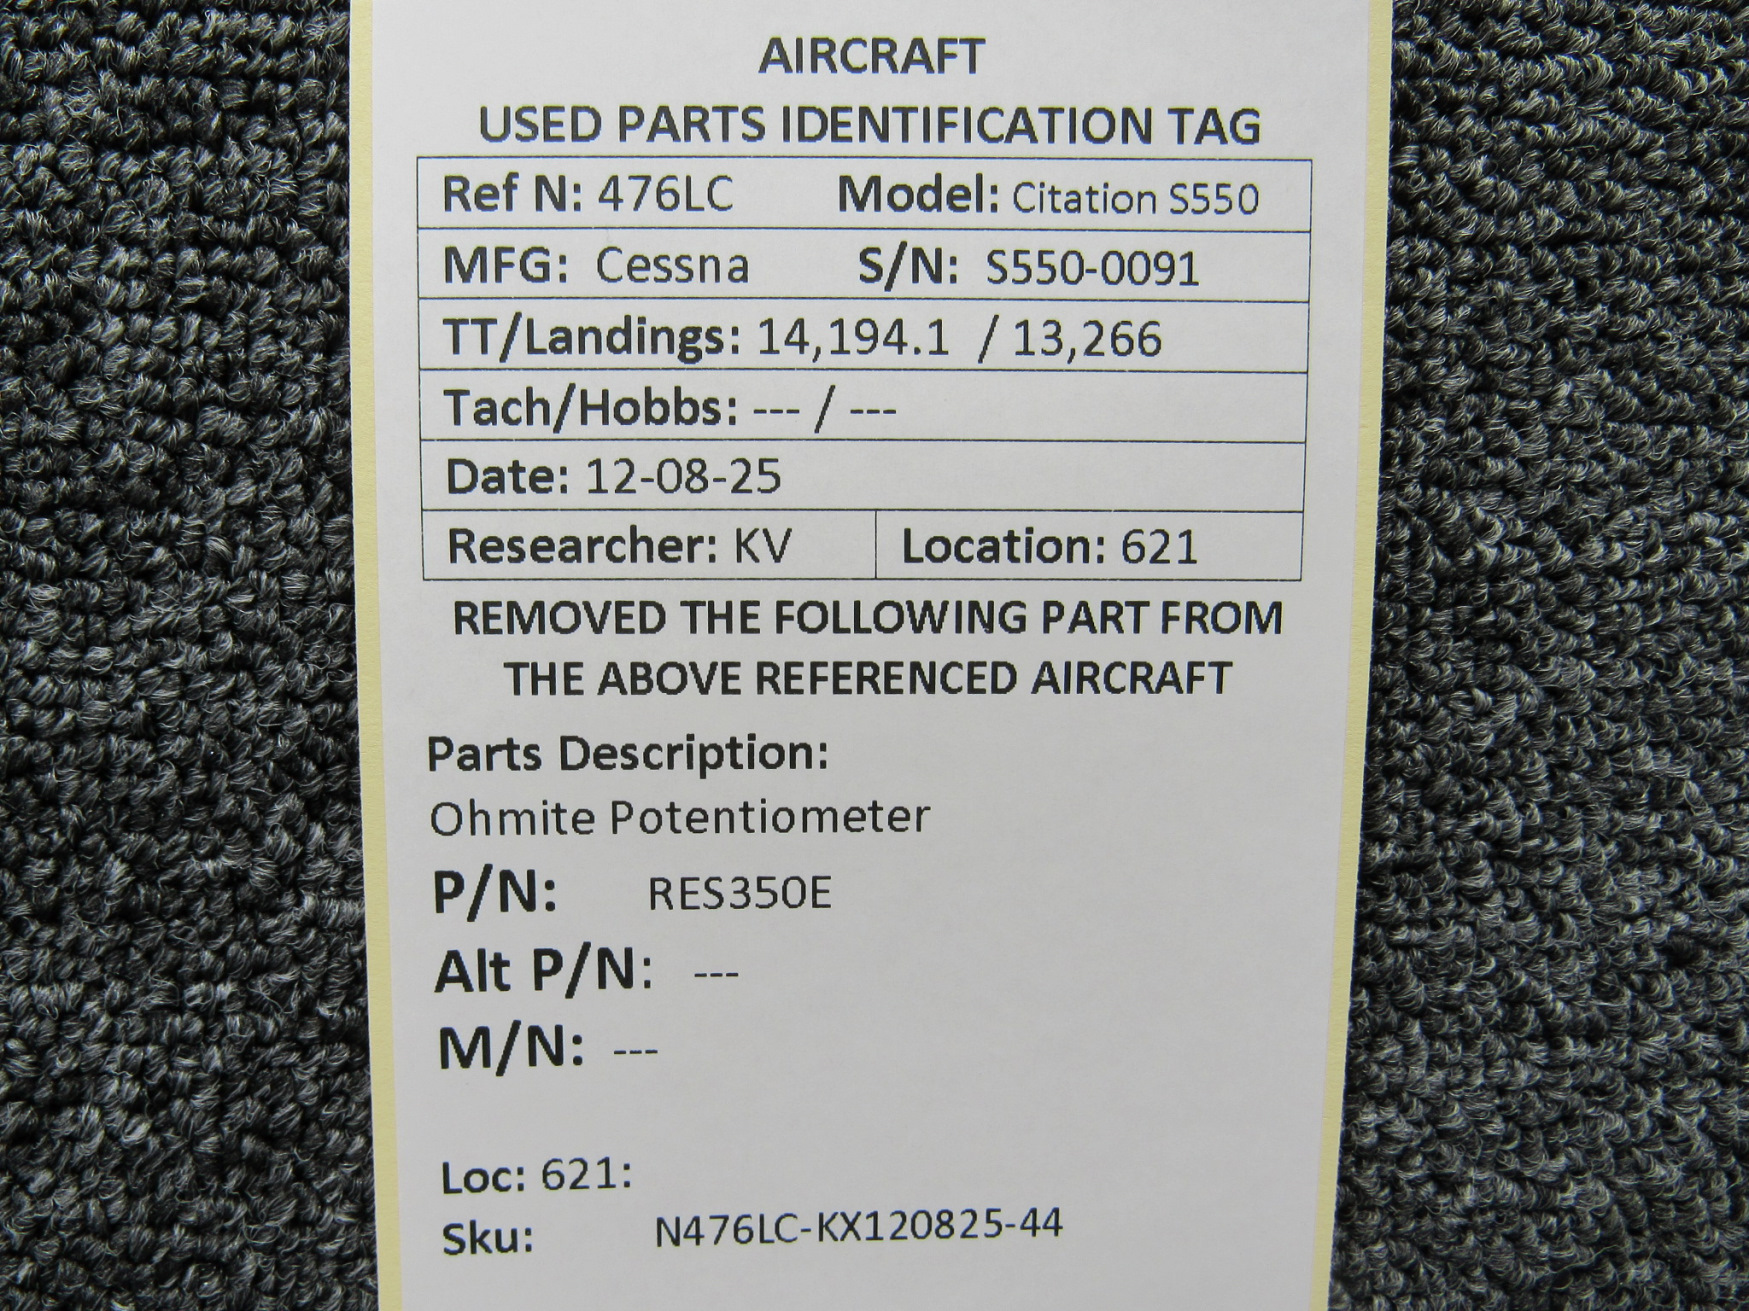 AIRCRAFT
USED PARTS IDENTIFICATION TAG
Ref N: 476LC Model: Citation S550
MFG: Cessna S/N: S550-0091
TT/Landings: 14,194.1 / 13,266
Tach/Hobbs: --- / ---
Date: 12-08-25
Researcher: KV Location: 621
REMOVED THE FOLLOWING PART FROM
THE ABOVE REFERENCED AIRCRAFT
Parts Description:
Ohmite Potentiometer
P/N: RES350E
Alt P/N: ---
M/N: ---
Loc: 621:
Sku: N476LC-KX120825-44